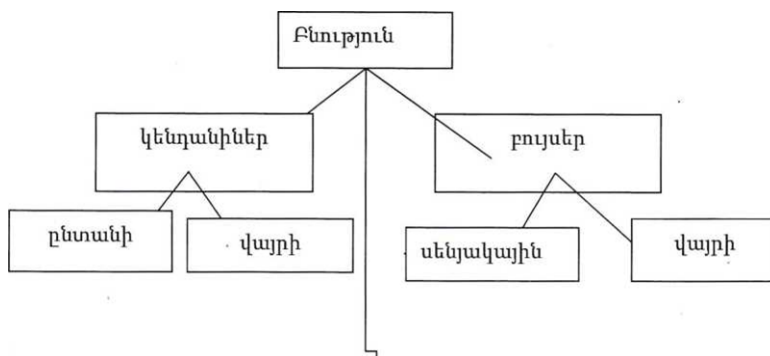 Բնություն
կենդանիներ
բույսեր
ընտանի
վայրի
սենյակային
վայրի